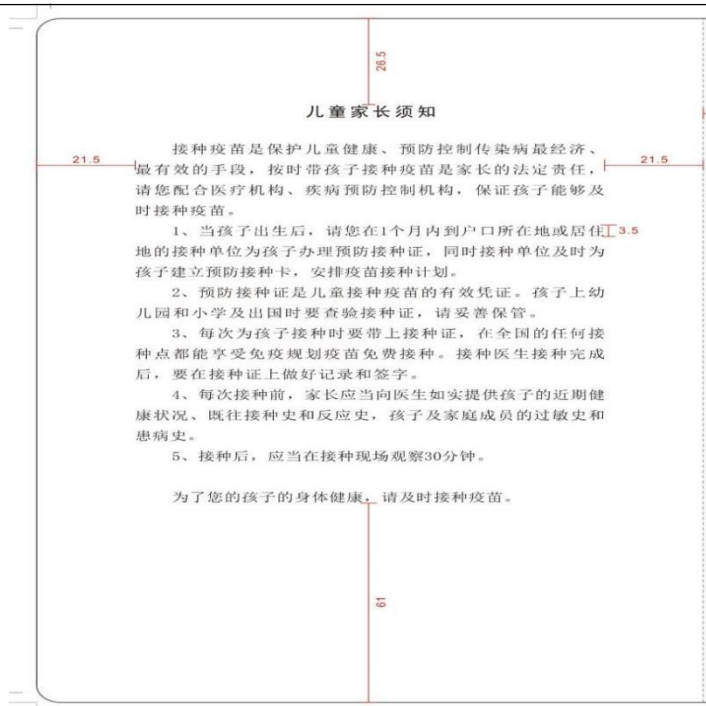 26.5
儿童家长须知
接种疫苗是保护儿童健康、预防控制传染病最经济、
21.5
最有效的手段，按时带孩子接种疫苗是家长的法定责任，
21.5
请您配合医疗机构、疾病预防控制机构，保证孩子能够及
时接种疫苗。
1、当孩子出生后，请您在1个月内到户口所在地或居住
3.5
地的接种单位为孩子办理预防接种证，同时接种单位及时为
孩子建立预防接种卡，安排疫苗接种计划。
2、预防接种证是儿童接种疫苗的有效凭证。孩子上幼
儿园和小学及出国时要查验接种证，请妥善保管。
3、每次为孩子接种时要带上接种证，在全国的任何接
种点都能享受免疫规划疫苗免费接种。接种医生接种完成
后，要在接种证上做好记录和签字。
4、每次接种前，家长应当向医生如实提供孩子的近期健
康状况、既往接种史和反应史，孩子及家庭成员的过敏史和
患病史。
5、接种后，应当在接种现场观察30分钟。
为了您的孩子的身体健康，请及时接种疫苗。
61